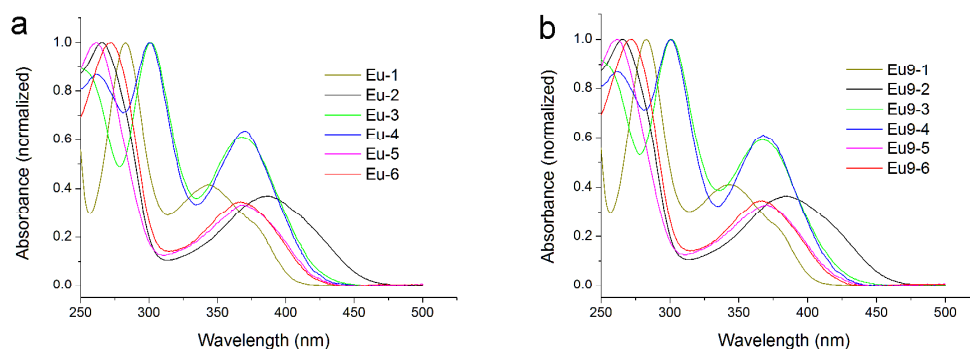 a
Absorbance (normalized)
1.0
0.8
0.6
0.4
0.2
0.0
250 300 350 400 450 500
Wavelength (nm)
Eu-1
Eu-2
Eu-3
Eu-4
Eu-5
Eu-6
b
Absorbance (normalized)
1.0
0.8
0.6
0.4
0.2
0.0
250 300 350 400 450 500
Wavelength (nm)
Eu9-1
Eu9-2
Eu9-3
Eu9-4
Eu9-5
Eu9-6